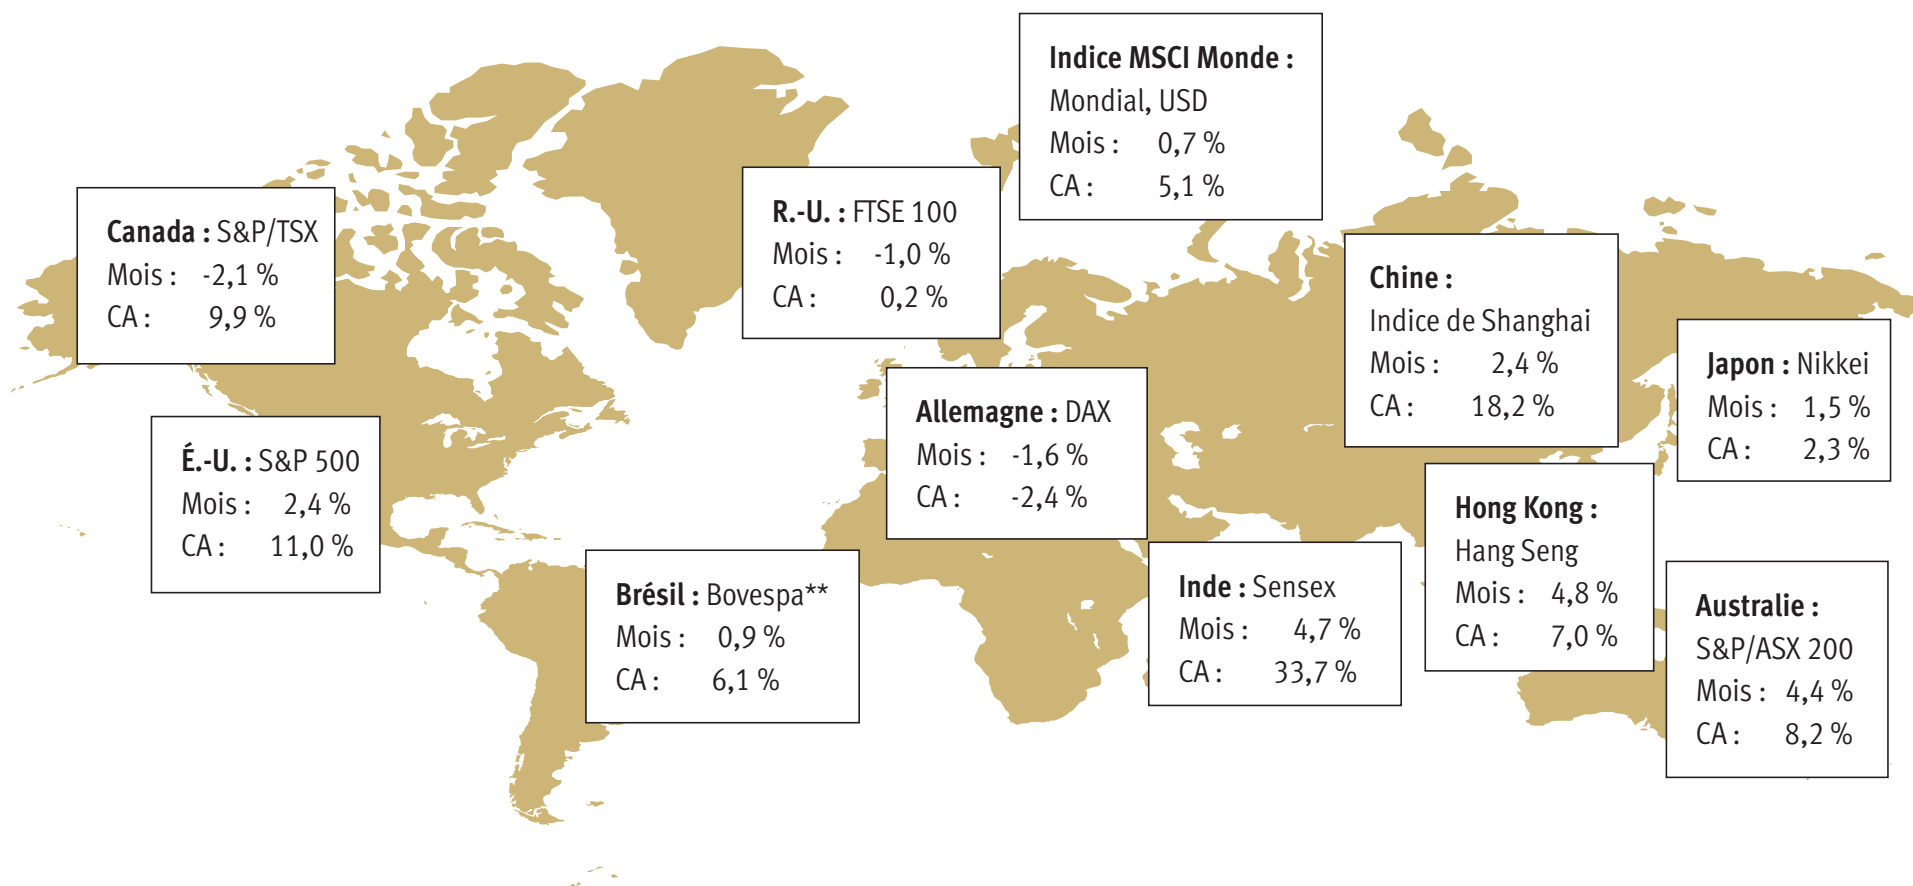 Indice MSCI Monde :
Mondial, USD
Mois : 0,7 %
CA : 5,1 %
Canada : S&P/TSX
Mois : -2,1 %
CA : 9,9 %
R.-U. : FTSE 100
Mois : -1,0 %
CA : 0,2 %
Chine :
Indice de Shanghai
Mois : 2,4 %
CA : 18,2 %
Japon : Nikkei
Mois : 1,5 %
CA : 2,3 %
Allemagne : DAX
Mois : -1,6 %
CA : -2,4 %
É.-U. : S&P 500
Mois : 2,4 %
CA : 11,0 %
Hong Kong :
Hang Seng
Mois : 4,8 %
CA : 7,0 %
Brésil : Bovespa**
Mois : 0,9 %
CA : 6,1 %
Inde : Sensex
Mois : 4,7 %
CA : 33,7 %
Australie :
S&P/ASX 200
Mois : 4,4 %
CA : 8,2 %